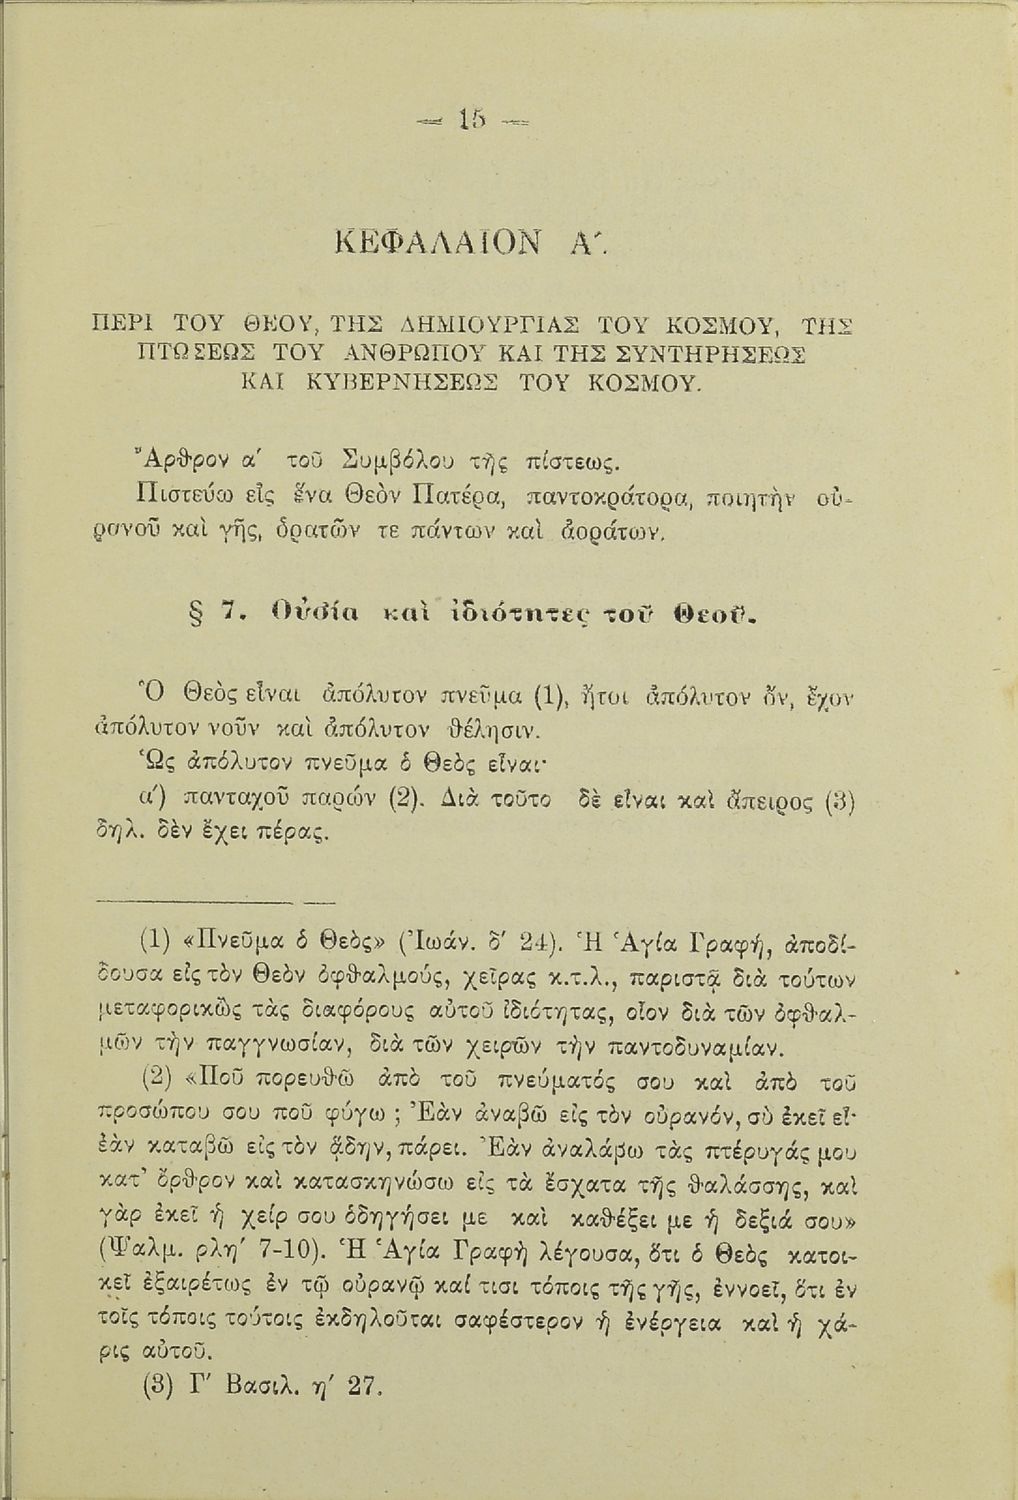 — 15 —
ΚΕΦΑΛΑΙΟΝ Α΄.
ΠΕΡΙ ΤΟΥ ΘΕΟΥ, ΤΗΣ ΔΗΜΙΟΥΡΓΙΑΣ ΤΟΥ ΚΟΣΜΟΥ, ΤΗΣ
ΠΤΩΣΕΩΣ ΤΟΥ ΑΝΘΡΩΠΟΥ ΚΑΙ ΤΗΣ ΣΥΝΤΗΡΗΣΕΩΣ
ΚΑΙ ΚΥΒΕΡΝΗΣΕΩΣ ΤΟΥ ΚΟΣΜΟΥ.
Ἄρθρον α΄ τοῦ Συμβόλου τῆς πίστεως.
Πιστεύω εἰς ἕνα Θεὸν Πατέρα, παντοκράτορα, ποιητὴν οὐ-
ρανοῦ καὶ γῆς, ὁρατῶν τε πάντων καὶ ἀοράτων.
§ 7. Οὐσία καὶ ἰδιότητες τοῦ Θεοῦ.
Ὁ Θεὸς εἶναι ἀπόλυτον πνεῦμα (1), ἤτοι ἀπόλυτον ὄν, ἔχον
ἀπόλυτον νοῦν καὶ ἀπόλυτον θέλησιν.
Ὡς ἀπόλυτον πνεῦμα ὁ Θεὸς εἶναι·
α΄) πανταχοῦ παρών (2). Διὰ τοῦτο δὲ εἶναι καὶ ἄπειρος (3)
δηλ. δὲν ἔχει πέρας.
(1) «Πνεῦμα ὁ Θεὸς» (Ἰωάν. δ΄ 24). Ἡ Ἁγία Γραφή, ἀποδί-
δουσα εἰς τὸν Θεὸν ὀφθαλμούς, χεῖρας κ.τ.λ., παριστᾷ διὰ τούτων
μεταφορικῶς τὰς διαφόρους αὐτοῦ ἰδιότητας, οἷον διὰ τῶν ὀφθαλ-
μῶν τὴν παγγνωσίαν, διὰ τῶν χειρῶν τὴν παντοδυναμίαν.
(2) «Ποῦ πορευθῶ ἀπὸ τοῦ πνεύματός σου καὶ ἀπὸ τοῦ
προσώπου σου ποῦ φύγω ; Ἐὰν ἀναβῶ εἰς τὸν οὐρανόν, σὺ ἐκεῖ εἶ·
ἐὰν καταβῶ εἰς τὸν ᾅδην, πάρει. Ἐὰν ἀναλάβω τὰς πτέρυγάς μου
κατ᾽ ὄρθρον καὶ κατασκηνώσω εἰς τὰ ἔσχατα τῆς θαλάσσης, καὶ
γὰρ ἐκεῖ ἡ χείρ σου ὁδηγήσει με καὶ καθέξει με ἡ δεξιά σου»
(Ψαλμ. ρλη΄ 7-10). Ἡ Ἁγία Γραφὴ λέγουσα, ὅτι ὁ Θεὸς κατοι-
κεῖ ἐξαιρέτως ἐν τῷ οὐρανῷ καί τισι τόποις τῆς γῆς, ἐννοεῖ, ὅτι ἐν
τοῖς τόποις τούτοις ἐκδηλοῦται σαφέστερον ἡ ἐνέργεια καὶ ἡ χά-
ρις αὐτοῦ.
(3) Γ΄ Βασιλ. η΄ 27.